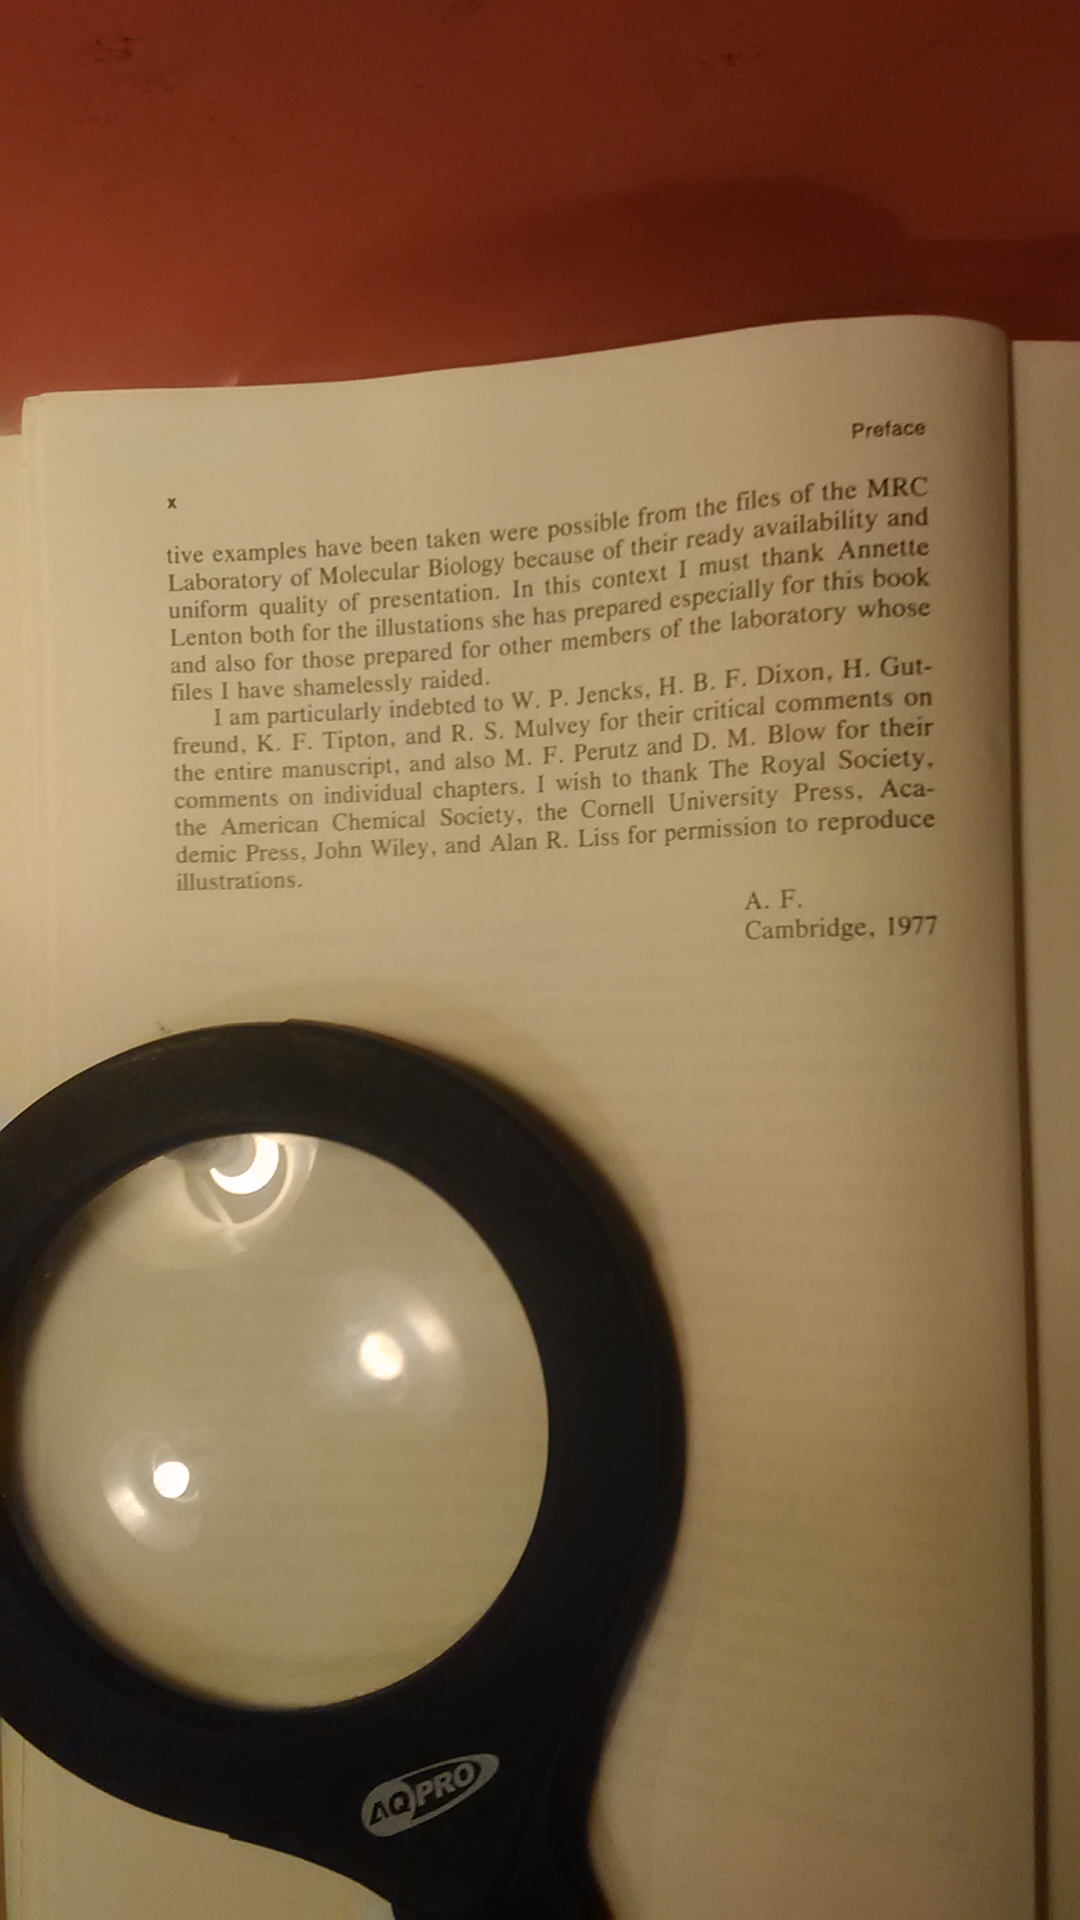 Preface
x
tive examples have been taken were possible from the files of the MRC
Laboratory of Molecular Biology because of their ready availability and
uniform quality of presentation. In this context I must thank Annette
Lenton both for the illustations she has prepared especially for this book
and also for those prepared for other members of the laboratory whose
files I have shamelessly raided.
I am particularly indebted to W. P. Jencks, H. B. F. Dixon, H. Gut-
freund, K. F. Tipton, and R. S. Mulvey for their critical comments on
the entire manuscript, and also M. F. Perutz and D. M. Blow for their
comments on individual chapters. I wish to thank The Royal Society,
the American Chemical Society, the Cornell University Press, Aca-
demic Press, John Wiley, and Alan R. Liss for permission to reproduce
illustrations.
A. F.
Cambridge, 1977
AQPRO